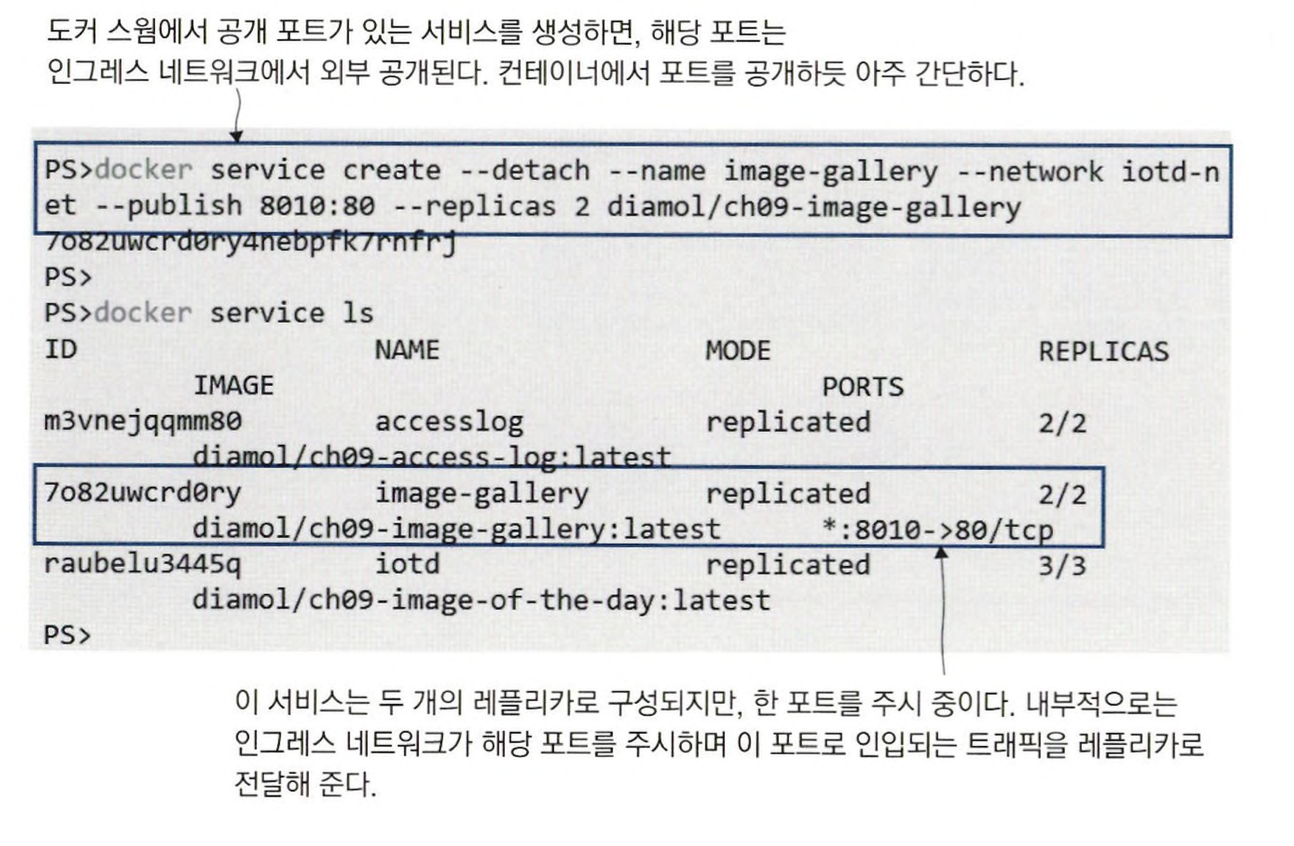 도커 스웜에서 공개 포트가 있는 서비스를 생성하면, 해당 포트는
인그레스 네트워크에서 외부 공개된다. 컨테이너에서 포트를 공개하듯 아주 간단하다.
PS>docker service create --detach --name image-gallery --network iotd-n
et --publish 8010:80 --replicas 2 diamol/ch09-image-gallery
7o82uwcrd0ry4nebpfk7rnfrj
PS>
PS>docker service ls
ID NAME MODE REPLICAS
IMAGE PORTS
m3vnejqqmm80 accesslog replicated 2/2
diamol/ch09-access-log:latest
7o82uwcrd0ry image-gallery replicated 2/2
diamol/ch09-image-gallery:latest *:8010->80/tcp
raubelu3445q iotd replicated 3/3
diamol/ch09-image-of-the-day:latest
PS>
이 서비스는 두 개의 레플리카로 구성되지만, 한 포트를 주시 중이다. 내부적으로는
인그레스 네트워크가 해당 포트를 주시하며 이 포트로 인입되는 트래픽을 레플리카로
전달해 준다.